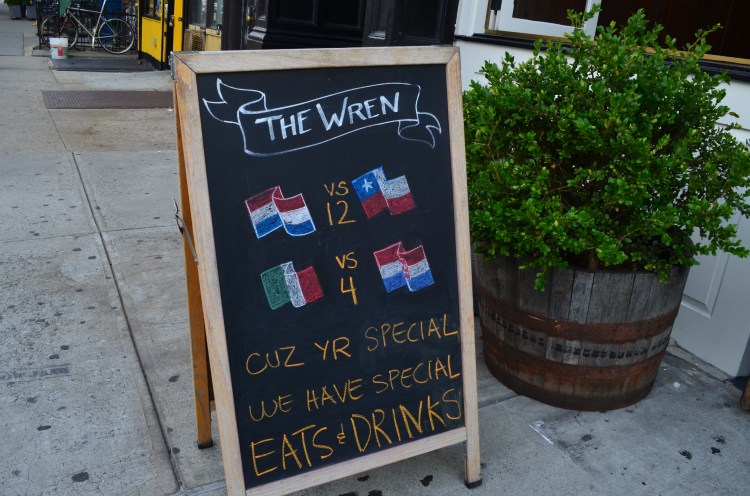 THE WREN
VS
12
VS
4
CUZ YR SPECIAL
WE HAVE SPECIAL
EATS & DRINKS